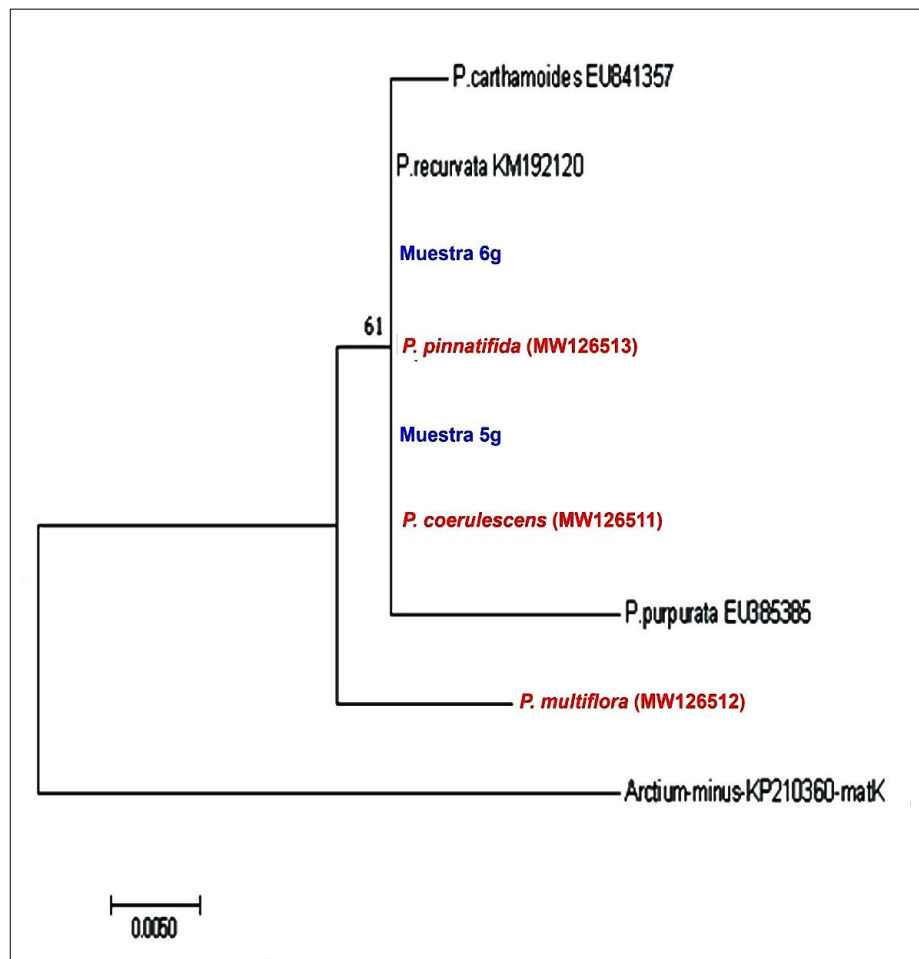 P.carthamoides EU841357
P.recurvata KM192120
Muestra 6g
61
P. pinnatifida (MW126513)
Muestra 5g
P. coerulescens (MW126511)
P.purpurata EU385385
P. multiflora (MW126512)
Arctium-minus-KP210360-matK
0.0050